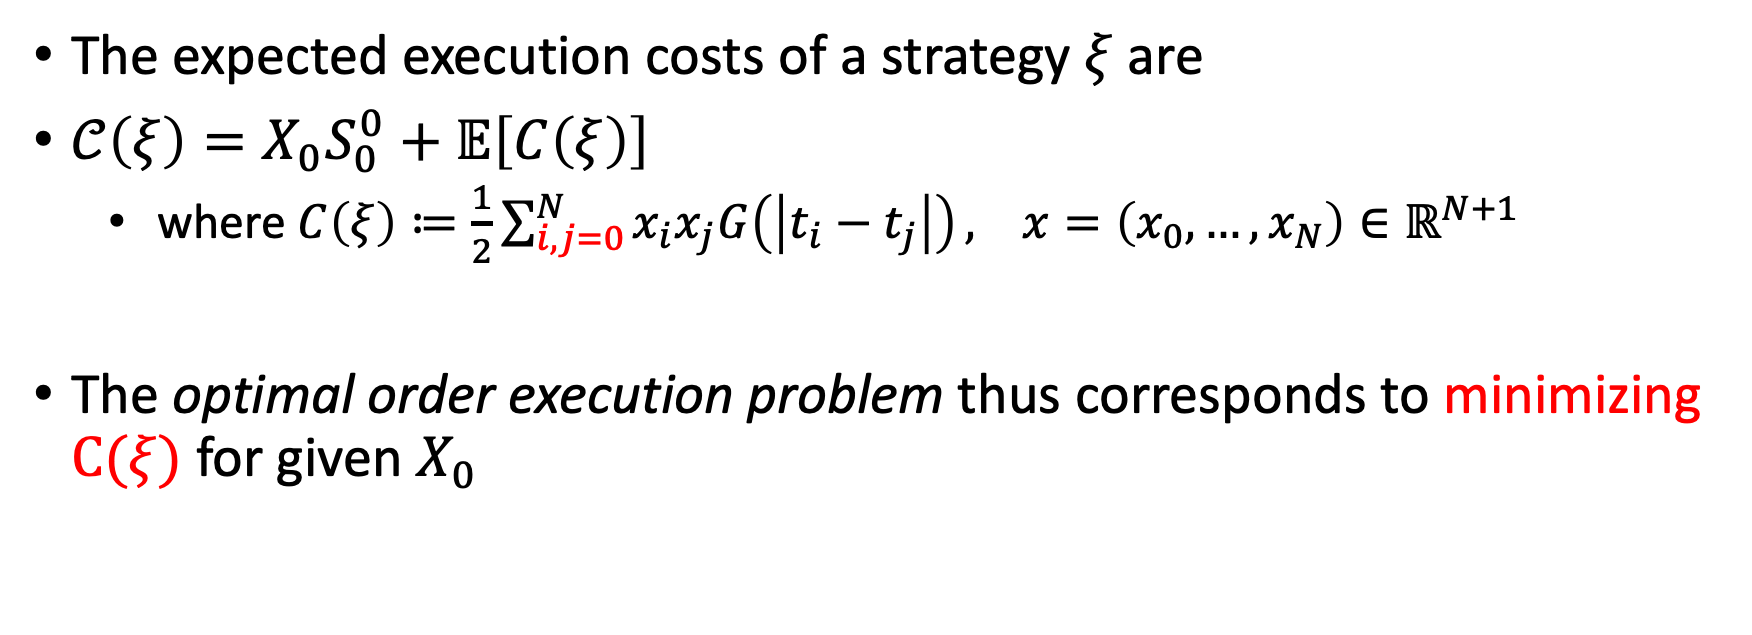 • The expected execution costs of a strategy ξ are
• 𝒞(ξ) = X₀S₀⁰ + 𝔼[C(ξ)]
• where C(ξ) ≔ ½ ∑ᵢ,ⱼ₌₀ᴺ xᵢxⱼG(|tᵢ − tⱼ|), x = (x₀, … , x_N) ∈ ℝᴺ⁺¹
• The optimal order execution problem thus corresponds to minimizing
C(ξ) for given X₀